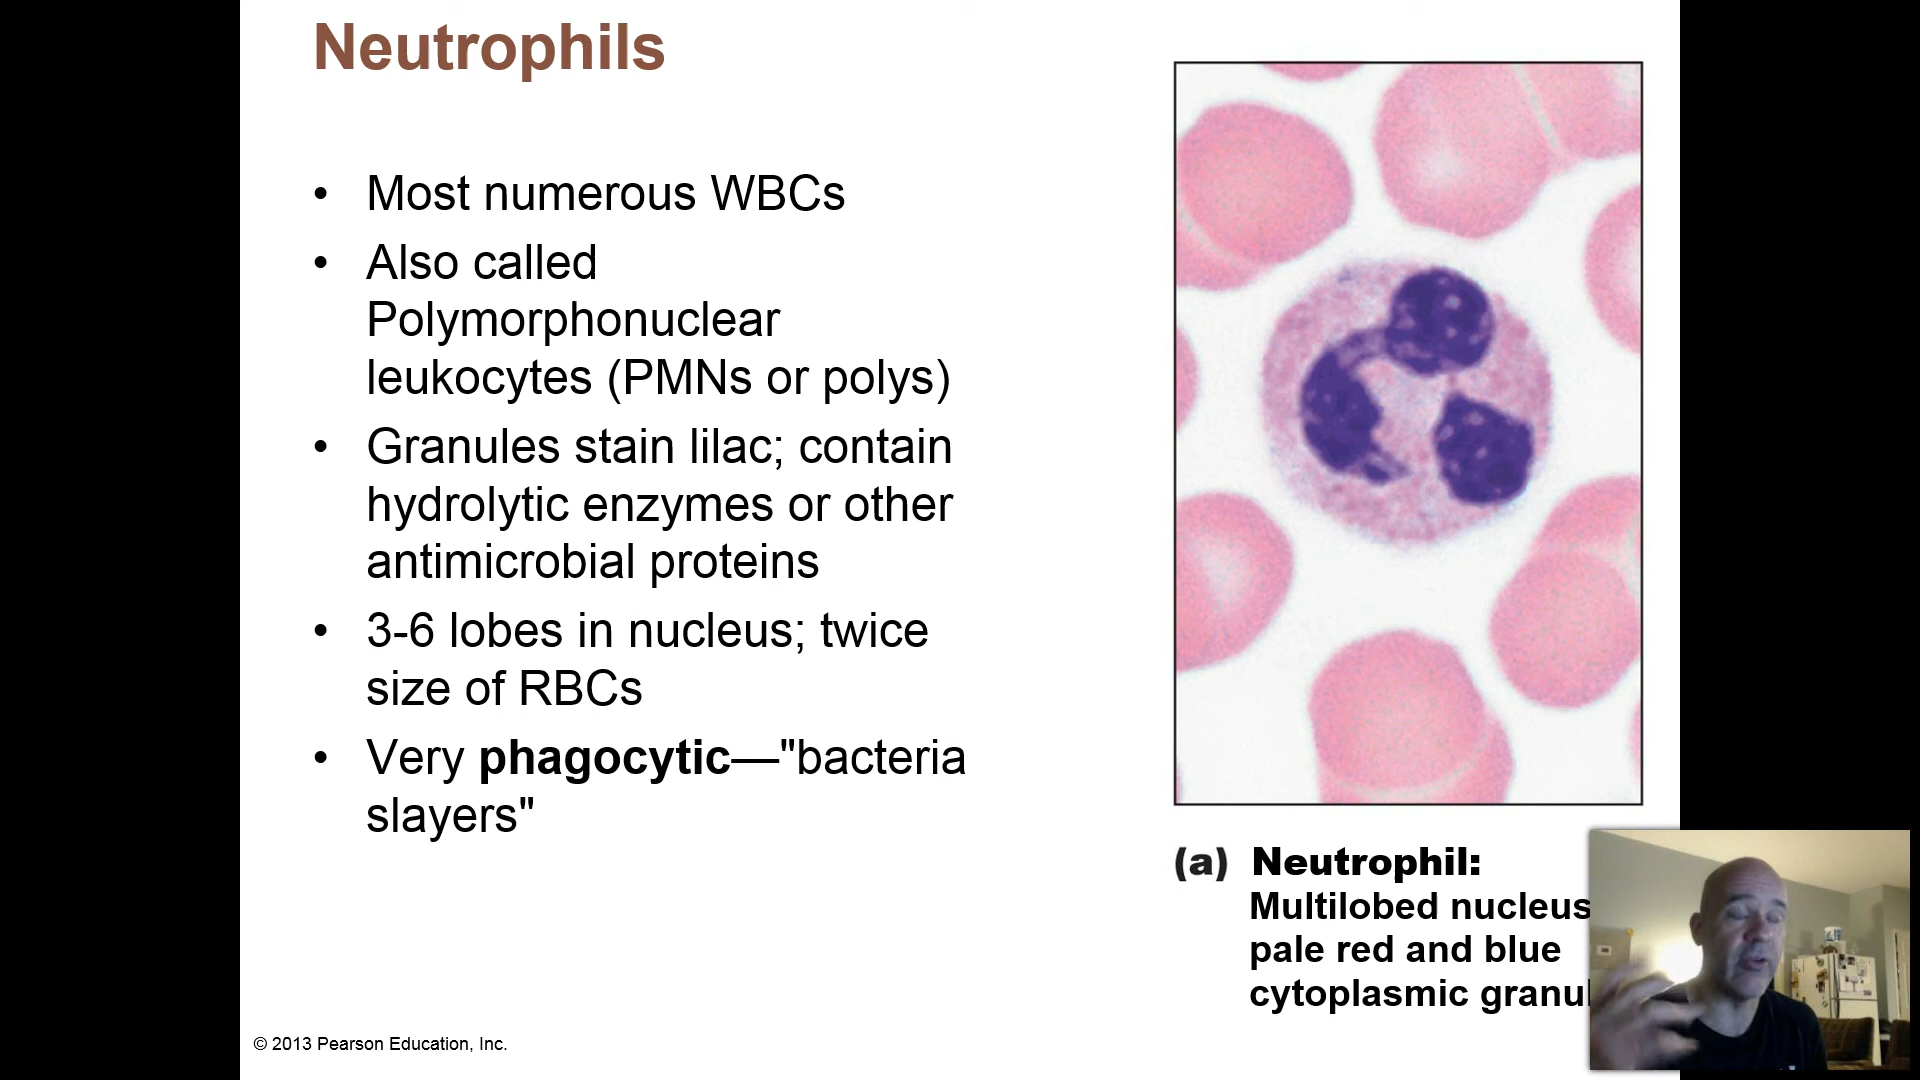 Neutrophils
• Most numerous WBCs
• Also called
Polymorphonuclear
leukocytes (PMNs or polys)
• Granules stain lilac; contain
hydrolytic enzymes or other
antimicrobial proteins
• 3-6 lobes in nucleus; twice
size of RBCs
• Very phagocytic—"bacteria
slayers"
(a) Neutrophil:
Multilobed nucleus
pale red and blue
cytoplasmic
© 2013 Pearson Education, Inc.